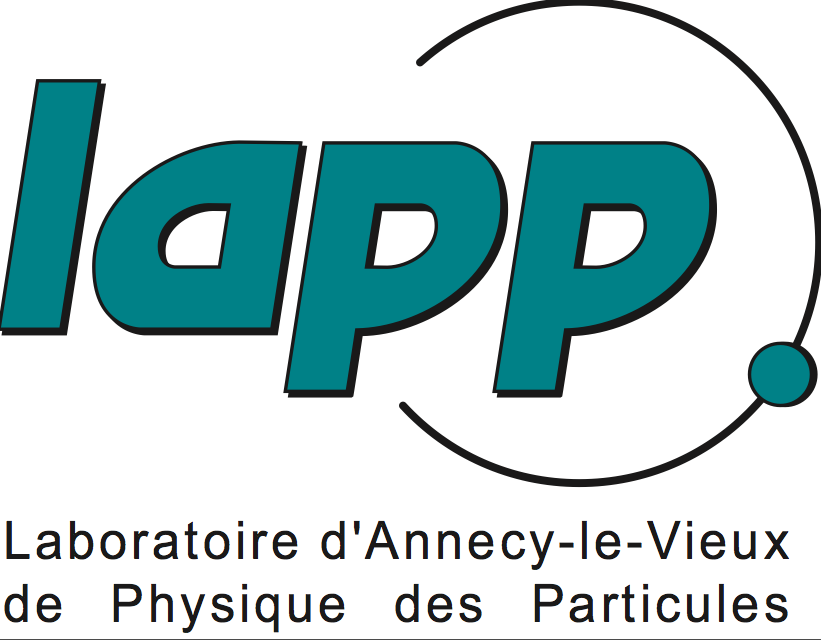 lapp
Laboratoire d'Annecy-le-Vieux
de Physique des Particules